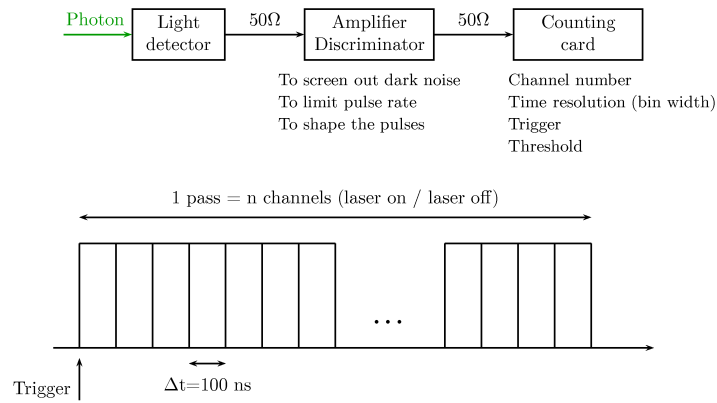 Photon
Light
detector
50Ω
Amplifier
Discriminator
50Ω
Counting
card
To screen out dark noise
To limit pulse rate
To shape the pulses
Channel number
Time resolution (bin width)
Trigger
Threshold
1 pass = n channels (laser on / laser off)
...
Δt=100 ns
Trigger